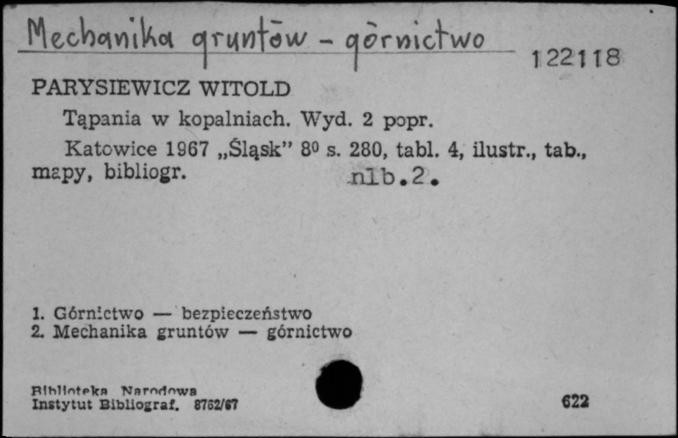 Mechanika gruntów - górnictwo
122118
PARYSIEWICZ WITOLD
Tąpania w kopalniach. Wyd. 2 popr.
Katowice 1967 „Śląsk” 8⁰ s. 280, tabl. 4, ilustr., tab.,
mapy, bibliogr. nlb.2.
1. Górnictwo — bezpieczeństwo
2. Mechanika gruntów — górnictwo
Biblioteka Narodowa
Instytut Bibliograf. 8762/67
622